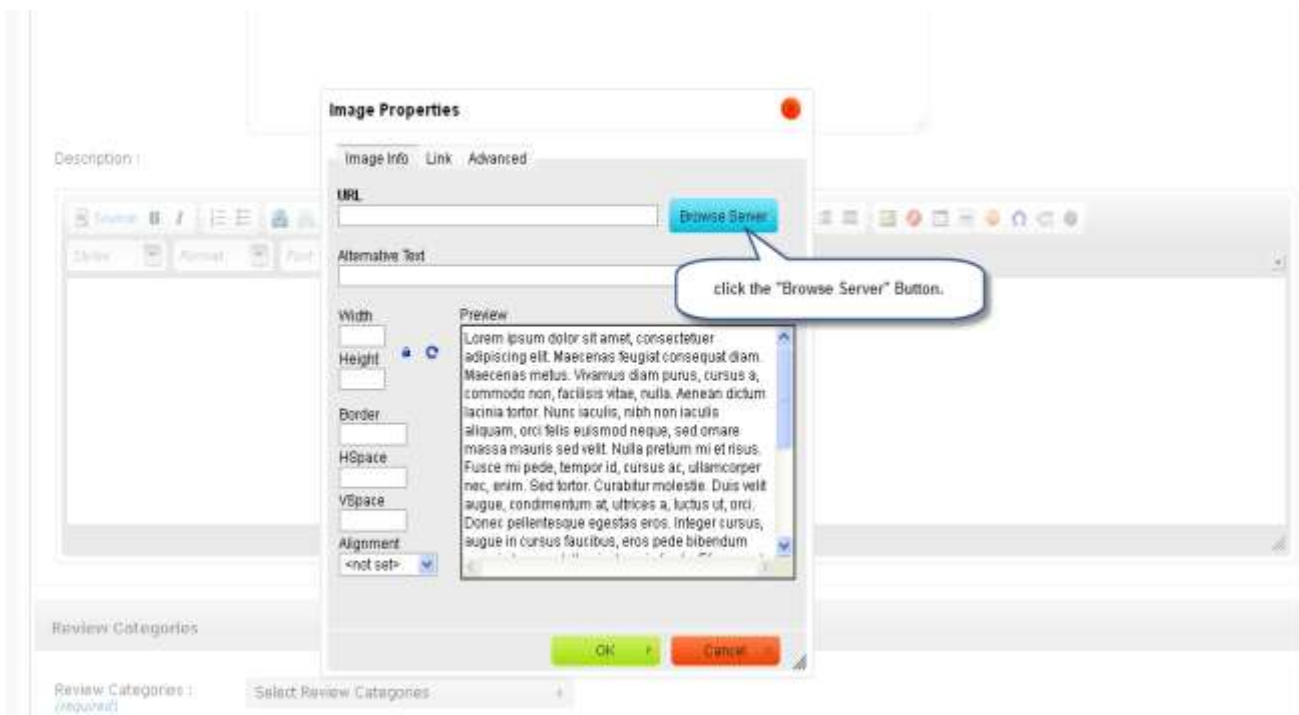 Image Properties
Description :
Image Info Link Advanced
URL
Browse Server
Source B I
Styles Format Font
Alternative Text
click the "Browse Server" Button.
Width
Preview
Height
Border
HSpace
VSpace
Alignment
<not set>
Lorem ipsum dolor sit amet, consectetuer
adipiscing elit. Maecenas feugiat consequat diam.
Maecenas metus. Vivamus diam purus, cursus a,
commodo non, facilisis vitae, nulla. Aenean dictum
lacinia tortor. Nunc iaculis, nibh non iaculis
aliquam, orci felis euismod neque, sed ornare
massa mauris sed velit. Nulla pretium mi et risus.
Fusce mi pede, tempor id, cursus ac, ullamcorper
nec, enim. Sed tortor. Curabitur molestie. Duis velit
augue, condimentum at, ultrices a, luctus ut, orci.
Donec pellentesque egestas eros. Integer cursus,
augue in cursus faucibus, eros pede bibendum
OK
Cancel
Review Categories
Review Categories :
(required)
Select Review Categories